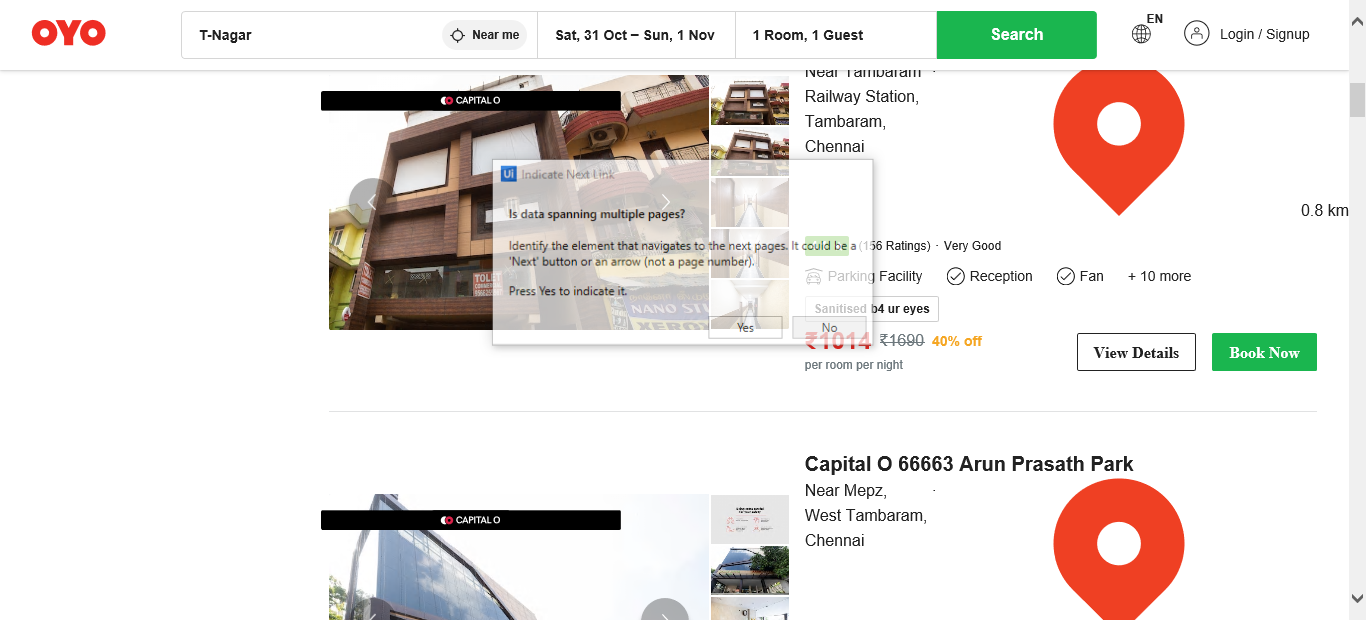 OYO
T-Nagar
Near me
Sat, 31 Oct – Sun, 1 Nov
1 Room, 1 Guest
Search
EN
Login / Signup
CAPITAL O
Near Tambaram ·
Railway Station,
Tambaram,
Chennai
0.8 km
Ui Indicate Next Link
Is data spanning multiple pages?
Identify the element that navigates to the next pages. It could be a
'Next' button or an arrow (not a page number).
Press Yes to indicate it.
Yes
No
TOLET
(156 Ratings) · Very Good
Parking Facility
Reception
Fan
+ 10 more
Sanitised b4 ur eyes
₹1014 ₹1690 40% off
per room per night
View Details
Book Now
Capital O 66663 Arun Prasath Park
Near Mepz, ·
West Tambaram,
Chennai
CAPITAL O